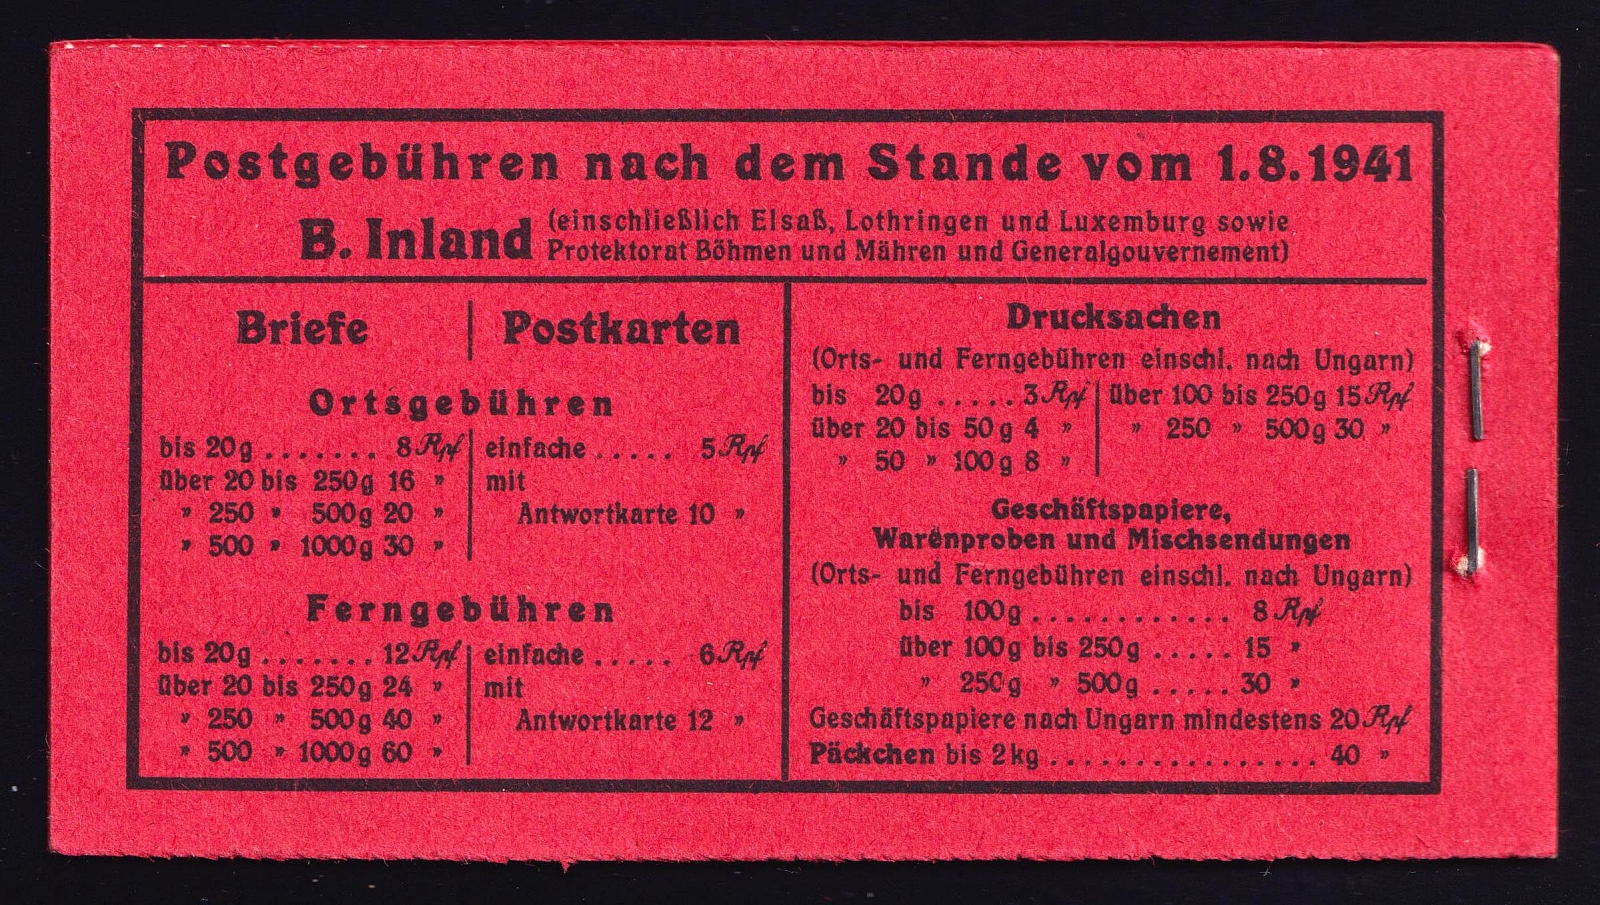 Postgebühren nach dem Stande vom 1.8.1941
B. Inland (einschließlich Elsaß, Lothringen und Luxemburg sowie
Protektorat Böhmen und Mähren und Generalgouvernement)
Briefe | Postkarten
Ortsgebühren
bis 20g ....... 8 Rpf
über 20 bis 250g 16 "
" 250 " 500g 20 "
" 500 " 1000g 30 "
einfache ..... 5 Rpf
mit
Antwortkarte 10 "
Ferngebühren
bis 20g ....... 12 Rpf
über 20 bis 250g 24 "
" 250 " 500g 40 "
" 500 " 1000g 60 "
einfache ..... 6 Rpf
mit
Antwortkarte 12 "
Drucksachen
(Orts- und Ferngebühren einschl. nach Ungarn)
bis 20g ..... 3 Rpf
über 20 bis 50g 4 "
" 50 " 100g 8 "
über 100 bis 250g 15 Rpf
" 250 " 500g 30 "
Geschäftspapiere,
Warenproben und Mischsendungen
(Orts- und Ferngebühren einschl. nach Ungarn)
bis 100g ............ 8 Rpf
über 100g bis 250g ..... 15 "
" 250g " 500g ..... 30 "
Geschäftspapiere nach Ungarn mindestens 20 Rpf
Päckchen bis 2kg ................ 40 "